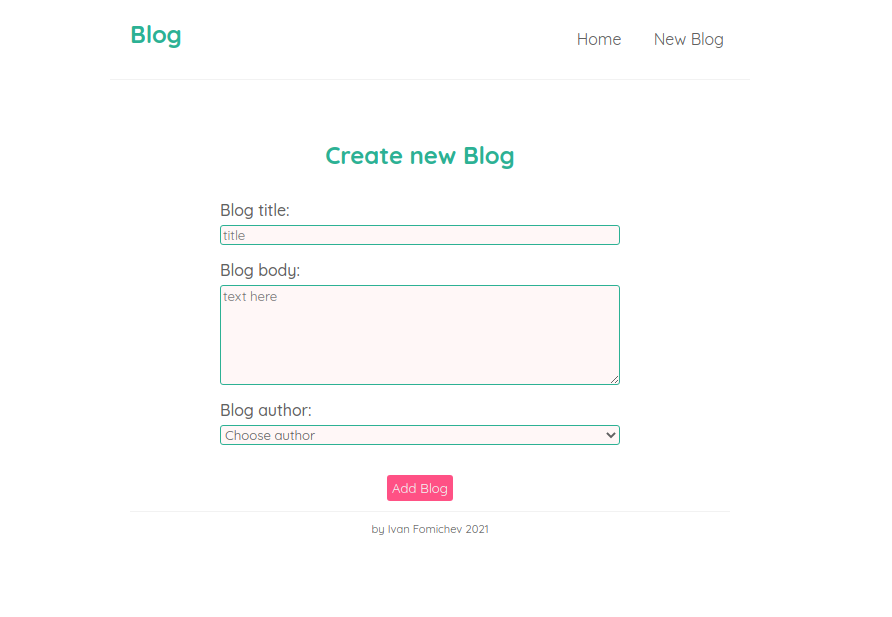 Blog
Home New Blog
Create new Blog
Blog title:
title
Blog body:
text here
Blog author:
Choose author
Add Blog
by Ivan Fomichev 2021